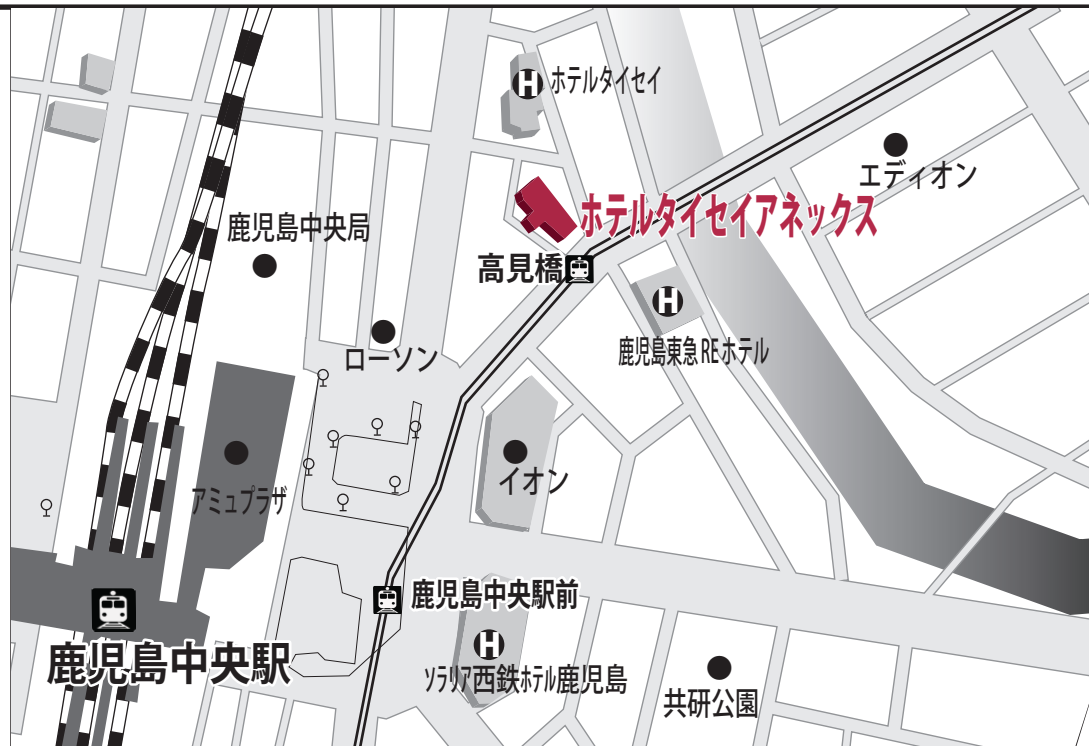 H ホテルタイセイ
エディオン
ホテルタイセイアネックス
鹿児島中央局
高見橋
H
鹿児島東急REホテル
ローソン
イオン
アミュプラザ
鹿児島中央駅前
鹿児島中央駅
H
ソラリア西鉄ホテル鹿児島
共研公園